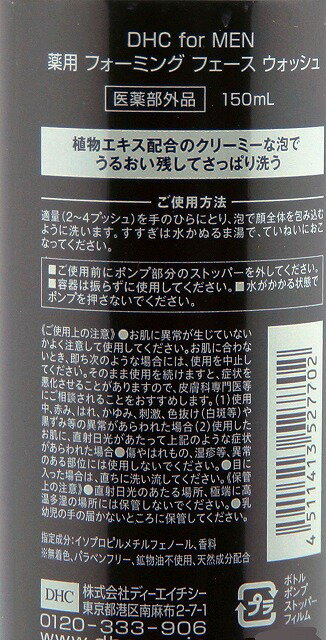 DHC for MEN
薬用 フォーミング フェース ウォッシュ
医薬部外品 150mL
植物エキス配合のクリーミーな泡で
うるおい残してさっぱり洗う
ご使用方法
適量(2〜4プッシュ)を手のひらにとり、泡で顔全体を包み込む
ように洗います。すすぎは水かぬるま湯で、ていねいにおこ
なってください。
■ご使用前にポンプ部分のストッパーを外してください。
■容器は振らずに使用してください。■水がかかる状態で
ポンプを押さないでください。
《ご使用上の注意》●お肌に異常が生じていない
かよく注意して使用してください。お肌に合わな
いとき、即ち次のような場合には、使用を中止し
てください。そのまま使用を続けますと、症状を
悪化させることがありますので、皮膚科専門医等
にご相談されることをおすすめします。(1)使用
中、赤み、はれ、かゆみ、刺激、色抜け(白斑等)や
黒ずみ等の異常があらわれた場合(2)使用した
お肌に、直射日光があたって上記のような症状
があらわれた場合●傷やはれもの、湿疹等、異常
のある部位には使用しないでください。●目に
入った場合は、直ちに洗い流してください。《保管
上の注意》●直射日光のあたる場所、極端に高
温多湿の場所には保管しないでください。●乳
幼児の手の届かないところに保管してください。
4511413527702
指定成分:イソプロピルメチルフェノール、香料
※無着色、パラベンフリー、鉱物油不使用、天然成分配合
DHC 株式会社ディーエイチシー
東京都港区南麻布2-7-1
0120-333-906
プラ
ボトル
ポンプ
ストッパー
フィルム